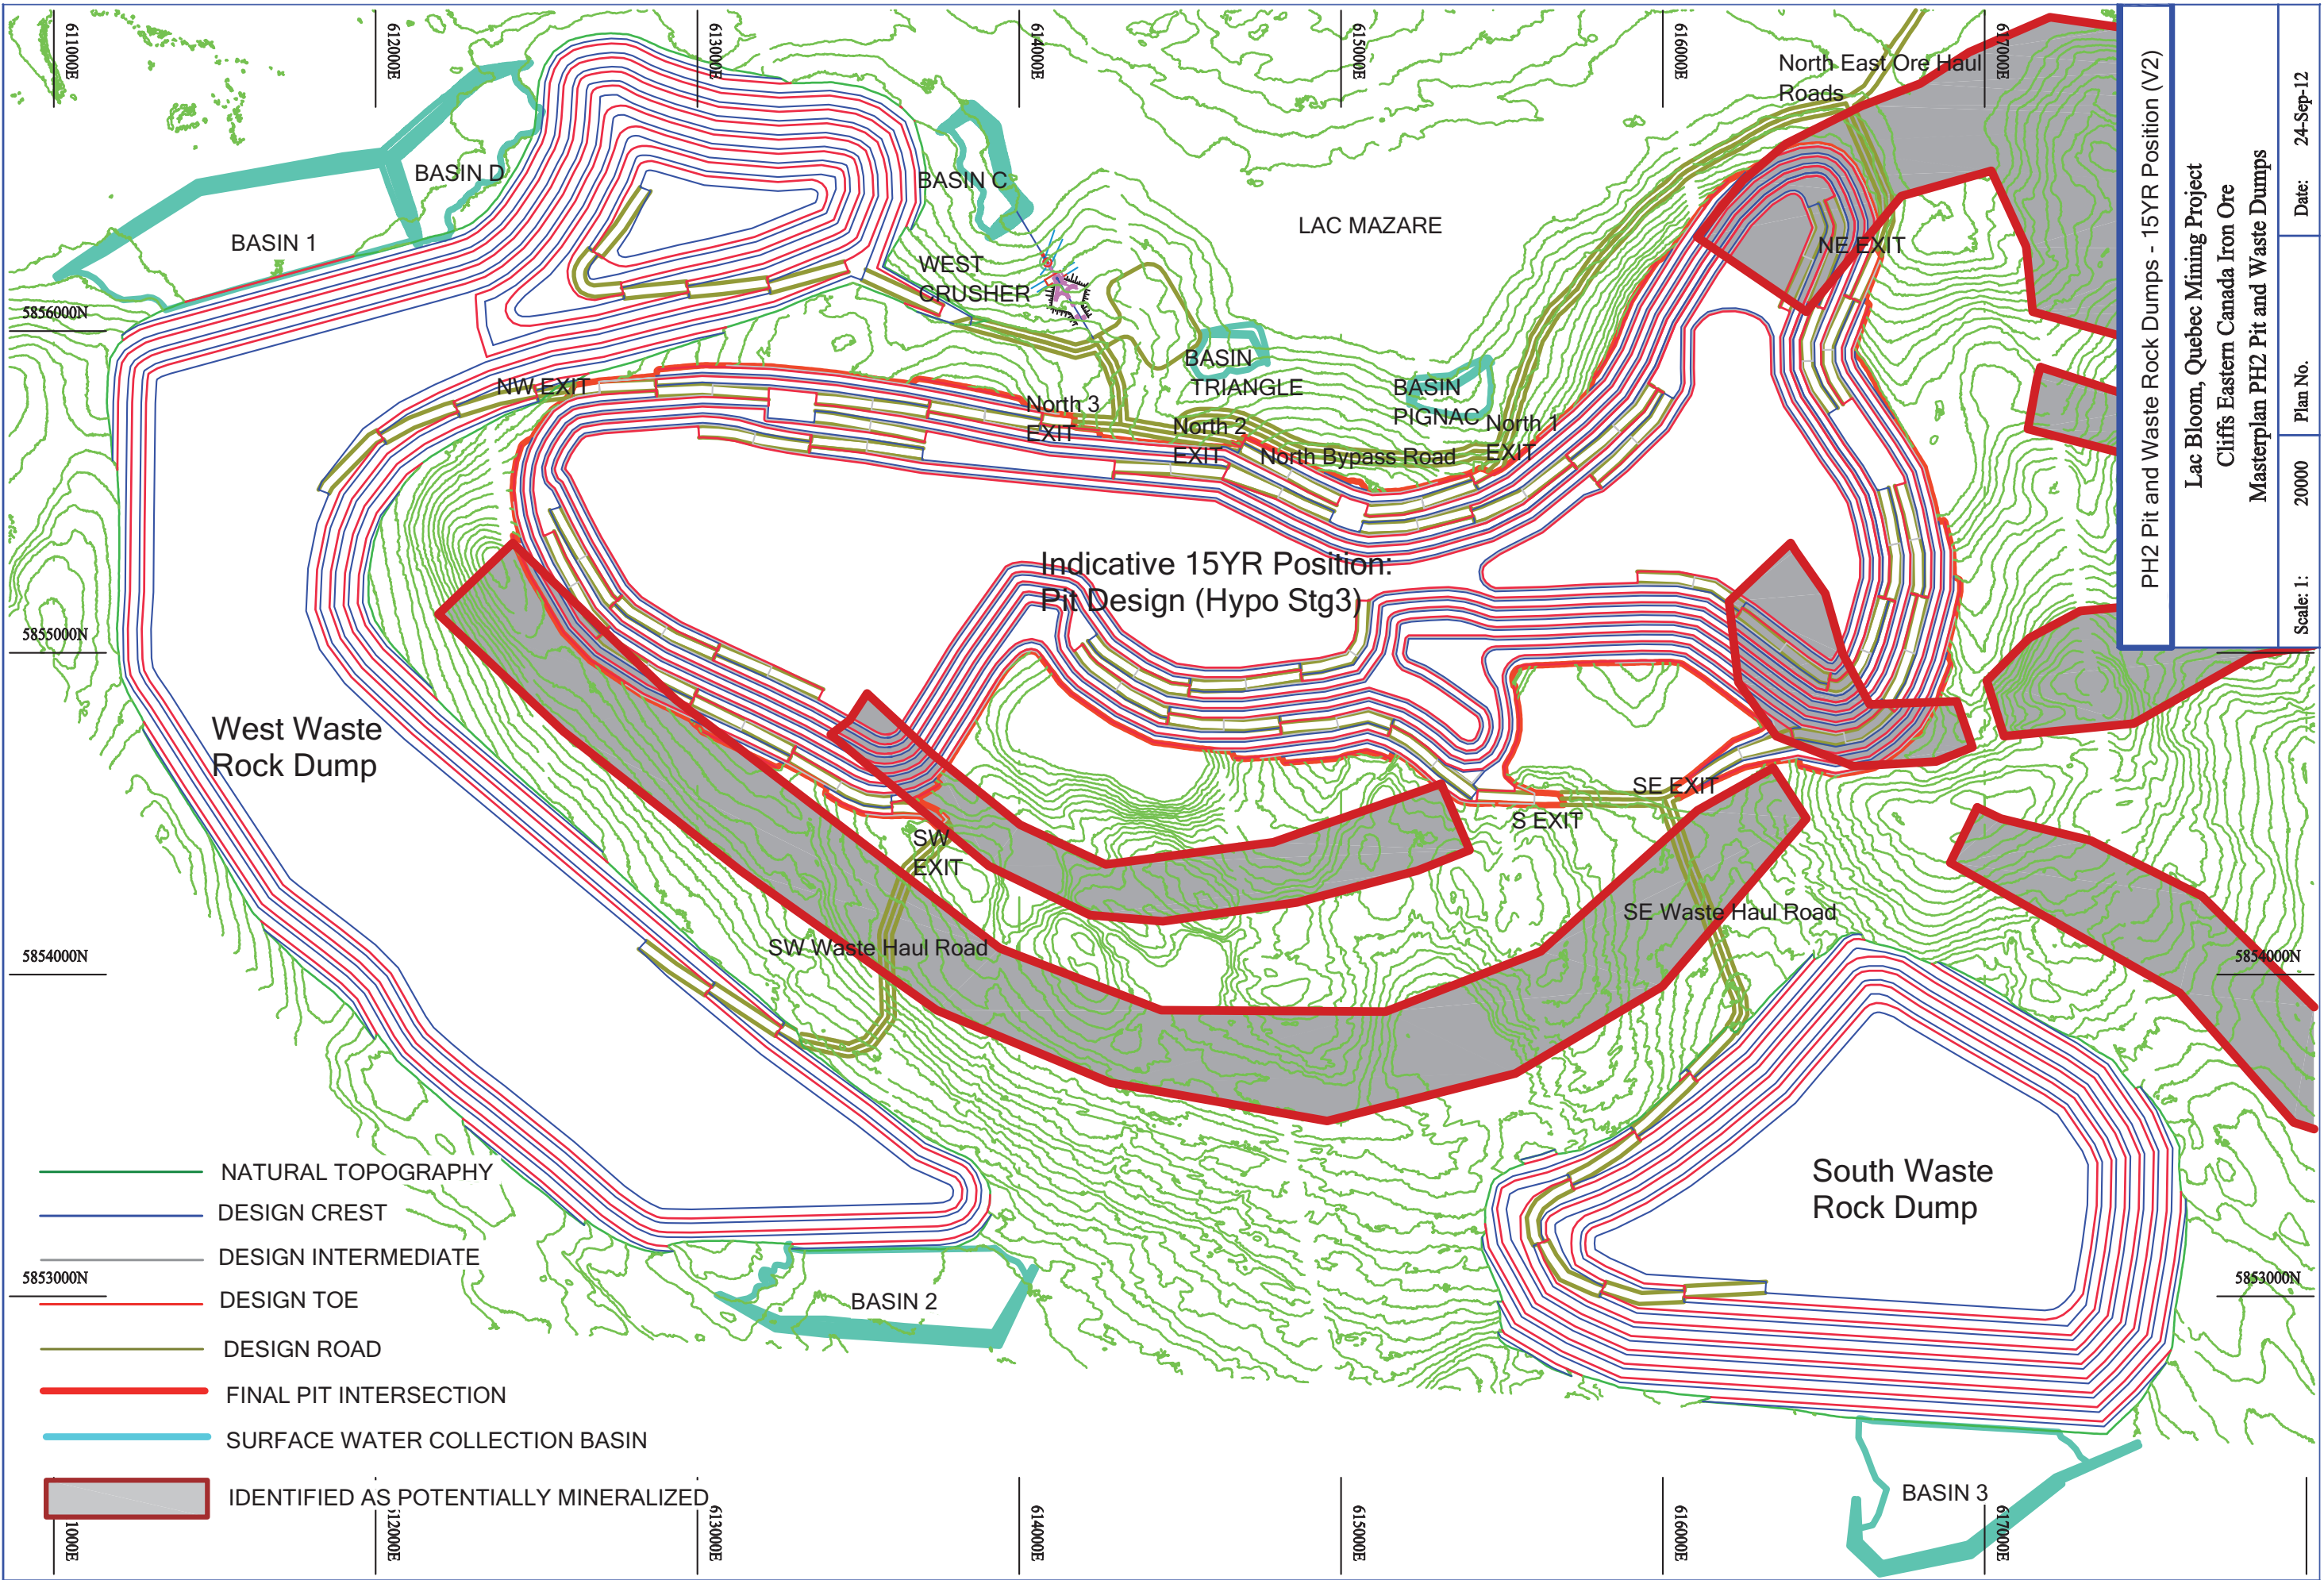 611000E
612000E
613000E
614000E
615000E
616000E
617000E
North East Ore Haul
Roads
BASIN D
BASIN C
BASIN 1
LAC MAZARE
NE EXIT
WEST
CRUSHER
5856000N
BASIN
TRIANGLE
BASIN
PIGNAC
NW EXIT
North 3
EXIT
North 2
EXIT
North 1
EXIT
North Bypass Road
Indicative 15YR Position:
Pit Design (Hypo Stg3)
5855000N
West Waste
Rock Dump
SE EXIT
S EXIT
SW
EXIT
SE Waste Haul Road
SW Waste Haul Road
5854000N
5854000N
South Waste
Rock Dump
NATURAL TOPOGRAPHY
DESIGN CREST
DESIGN INTERMEDIATE
5853000N
5853000N
DESIGN TOE
BASIN 2
DESIGN ROAD
FINAL PIT INTERSECTION
SURFACE WATER COLLECTION BASIN
IDENTIFIED AS POTENTIALLY MINERALIZED
BASIN 3
1000E
612000E
613000E
614000E
615000E
616000E
617000E
PH2 Pit and Waste Rock Dumps - 15YR Position (V2)
Lac Bloom, Quebec Mining Project
Cliffs Eastern Canada Iron Ore
Masterplan PH2 Pit and Waste Dumps
Scale: 1: 20000 Plan No. Date: 24-Sep-12